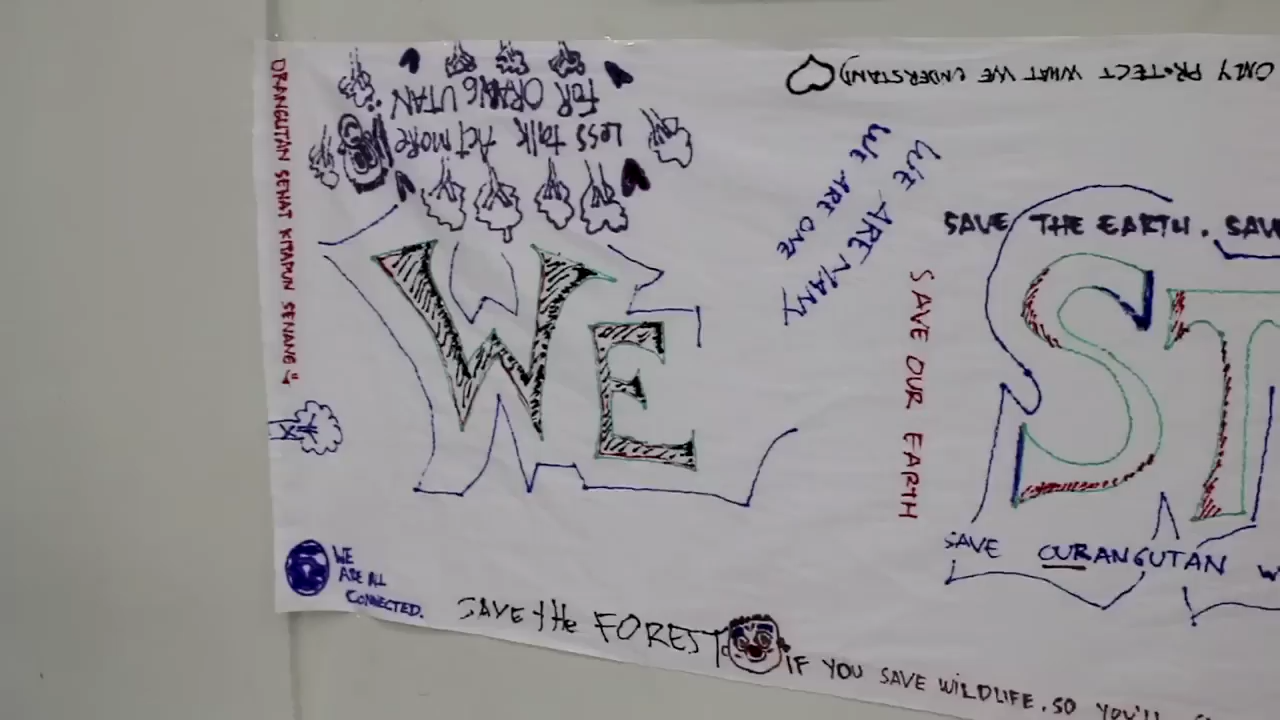 ORANGUTAN SEHAT KITAPUN SENANG
LESS talk Act MORE
FOR ORANG UTAN
ONLY PROTECT WHAT WE UNDERSTAND)
WE ARE MANY
WE ARE ONE
SAVE THE EARTH. SAV
WE
ST
SAVE OUR EARTH
SAVE OURANGUTAN W
WE
ARE ALL
CONNECTED.
SAVE tHe FOREST
IF YOU SAVE WILDLIFE. SO YOU'LL